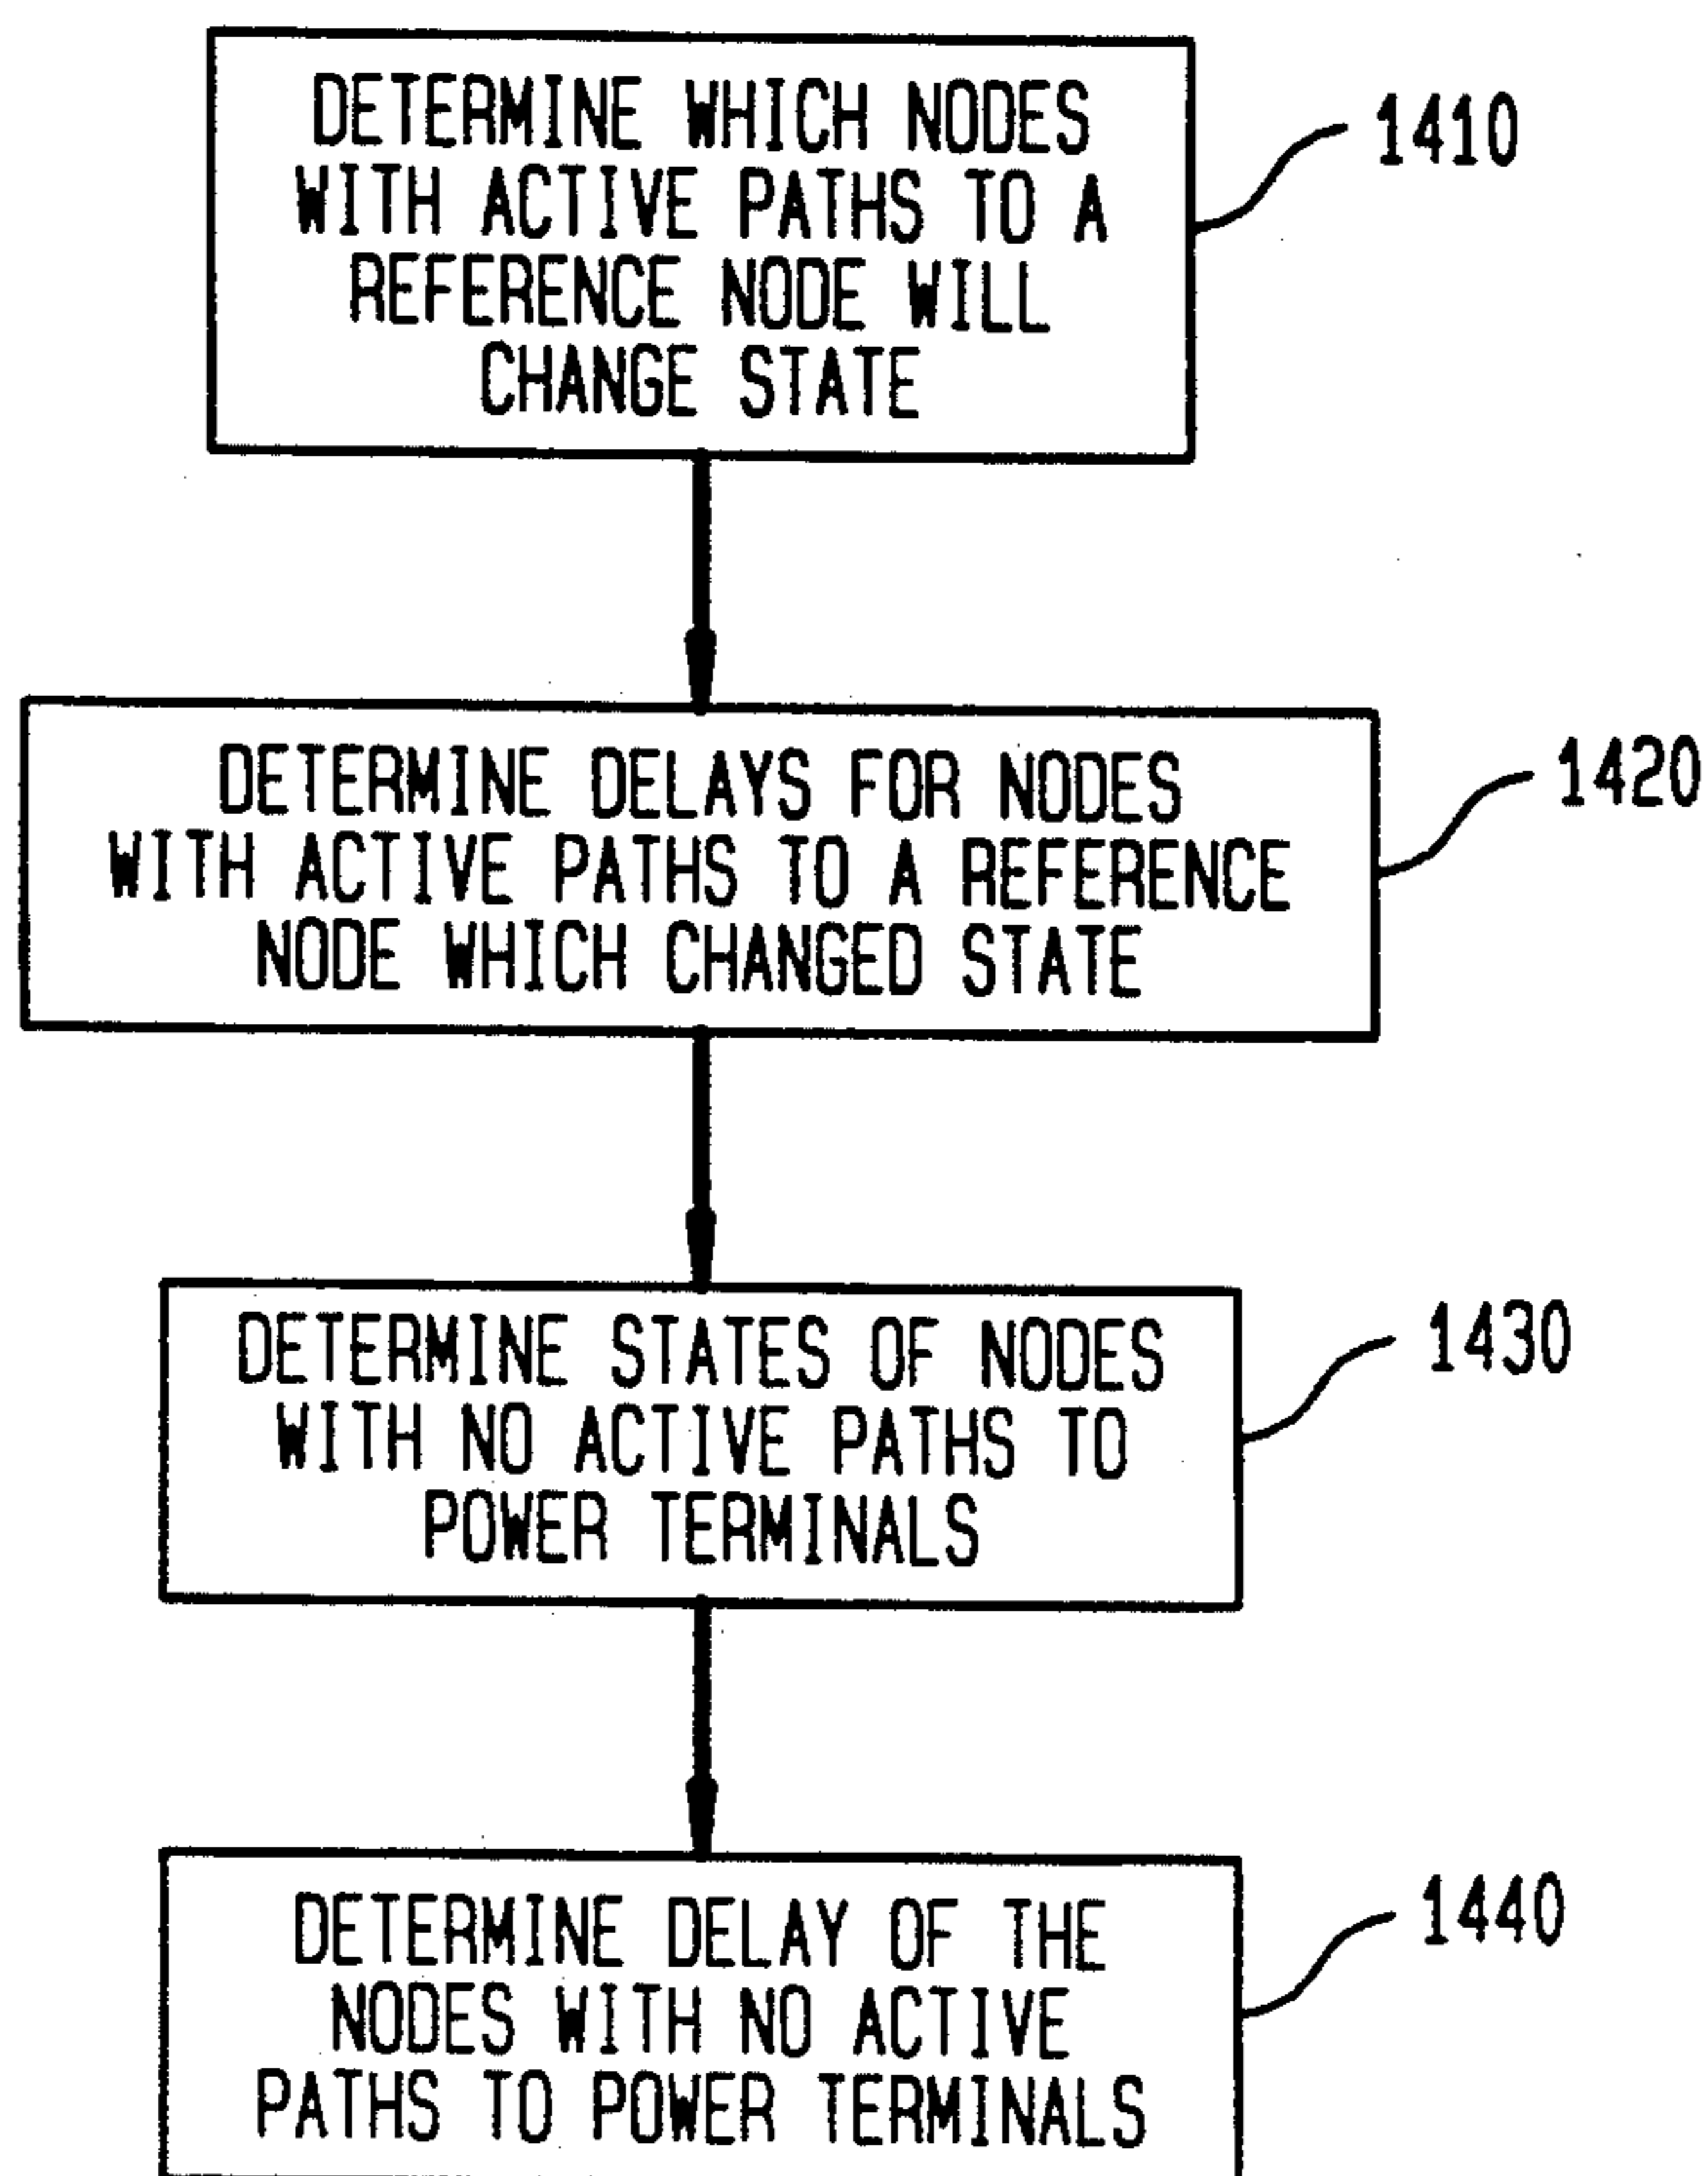 DETERMINE WHICH NODES
WITH ACTIVE PATHS TO A
REFERENCE NODE WILL
CHANGE STATE
1410
DETERMINE DELAYS FOR NODES
WITH ACTIVE PATHS TO A REFERENCE
NODE WHICH CHANGED STATE
1420
DETERMINE STATES OF NODES
WITH NO ACTIVE PATHS TO
POWER TERMINALS
1430
DETERMINE DELAY OF THE
NODES WITH NO ACTIVE
PATHS TO POWER TERMINALS
1440